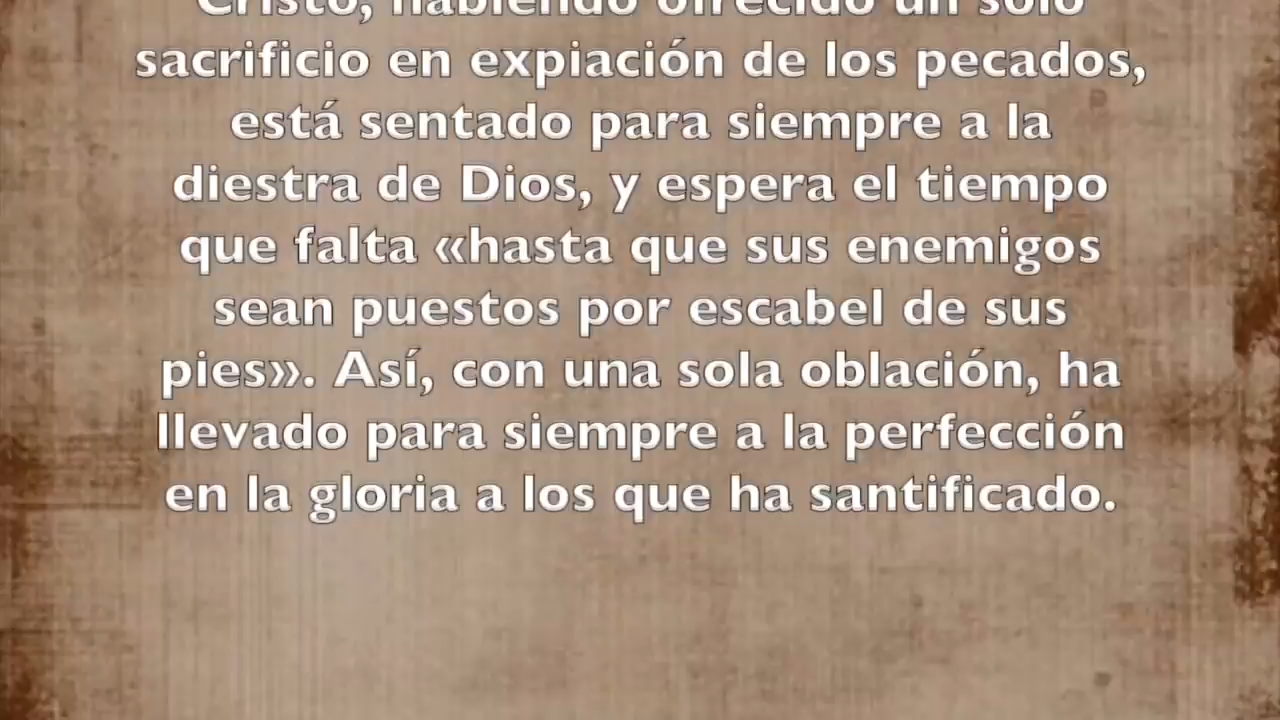 Cristo, habiendo ofrecido un solo
sacrificio en expiación de los pecados,
está sentado para siempre a la
diestra de Dios, y espera el tiempo
que falta «hasta que sus enemigos
sean puestos por escabel de sus
pies». Así, con una sola oblación, ha
llevado para siempre a la perfección
en la gloria a los que ha santificado.